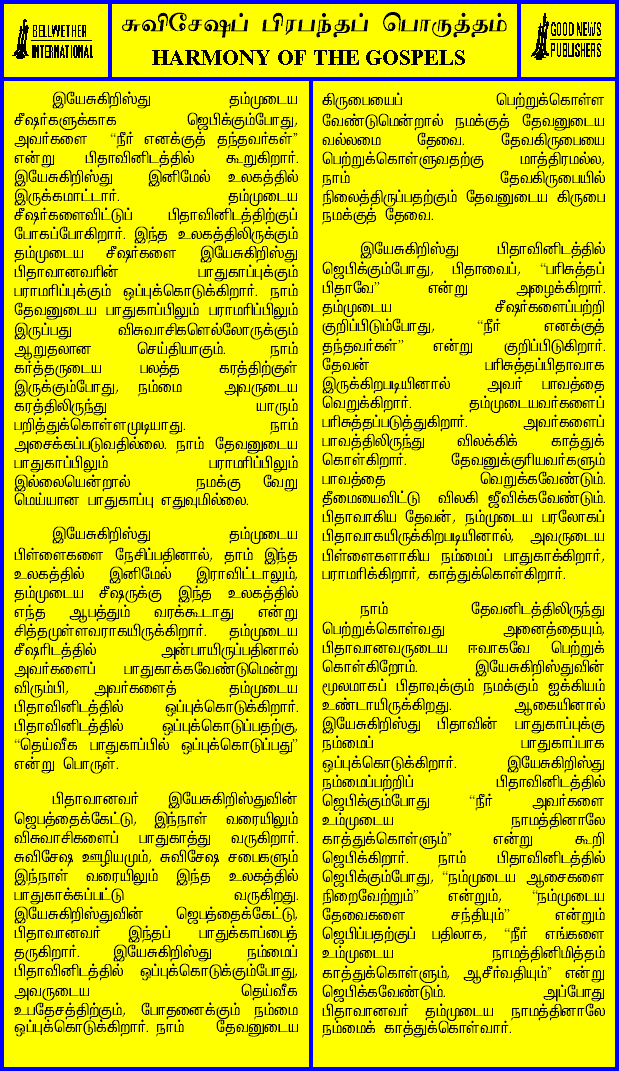 BELLWETHER
INTERNATIONAL
சுவிசேஷப் பிரபந்தப் பொருத்தம்
HARMONY OF THE GOSPELS
GOOD NEWS
PUBLISHERS
இயேசுகிறிஸ்து தம்முடைய
சீஷர்களுக்காக ஜெபிக்கும்போது,
அவர்களை “நீர் எனக்குத் தந்தவர்கள்”
என்று பிதாவினிடத்தில் கூறுகிறார்.
இயேசுகிறிஸ்து இனிமேல் உலகத்தில்
இருக்கமாட்டார். தம்முடைய
சீஷர்களைவிட்டுப் பிதாவினிடத்திற்குப்
போகப்போகிறார். இந்த உலகத்திலிருக்கும்
தம்முடைய சீஷர்களை இயேசுகிறிஸ்து
பிதாவானவரின் பாதுகாப்புக்கும்
பராமரிப்புக்கும் ஒப்புக்கொடுக்கிறார். நாம்
தேவனுடைய பாதுகாப்பிலும் பராமரிப்பிலும்
இருப்பது விசுவாசிகளெல்லோருக்கும்
ஆறுதலான செய்தியாகும். நாம்
கர்த்தருடைய பலத்த கரத்திற்குள்
இருக்கும்போது, நம்மை அவருடைய
கரத்திலிருந்து யாரும்
பறித்துக்கொள்ளமுடியாது. நாம்
அசைக்கப்படுவதில்லை. நாம் தேவனுடைய
பாதுகாப்பிலும் பராமரிப்பிலும்
இல்லையென்றால் நமக்கு வேறு
மெய்யான பாதுகாப்பு எதுவுமில்லை.
இயேசுகிறிஸ்து தம்முடைய
பிள்ளைகளை நேசிப்பதினால், தாம் இந்த
உலகத்தில் இனிமேல் இராவிட்டாலும்,
தம்முடைய சீஷருக்கு இந்த உலகத்தில்
எந்த ஆபத்தும் வரக்கூடாது என்று
சித்தமுள்ளவராகயிருக்கிறார். தம்முடைய
சீஷரிடத்தில் அன்பாயிருப்பதினால்
அவர்களைப் பாதுகாக்கவேண்டுமென்று
விரும்பி, அவர்களைத் தம்முடைய
பிதாவினிடத்தில் ஒப்புக்கொடுக்கிறார்.
பிதாவினிடத்தில் ஒப்புக்கொடுப்பதற்கு,
“தெய்வீக பாதுகாப்பில் ஒப்புக்கொடுப்பது”
என்று பொருள்.
பிதாவானவர் இயேசுகிறிஸ்துவின்
ஜெபத்தைக்கேட்டு, இந்நாள் வரையிலும்
விசுவாசிகளைப் பாதுகாத்து வருகிறார்.
சுவிசேஷ ஊழியமும், சுவிசேஷ சபைகளும்
இந்நாள் வரையிலும் இந்த உலகத்தில்
பாதுகாக்கப்பட்டு வருகிறது.
இயேசுகிறிஸ்துவின் ஜெபத்தைக்கேட்டு,
பிதாவானவர் இந்தப் பாதுகாப்பைத்
தருகிறார். இயேசுகிறிஸ்து நம்மைப்
பிதாவினிடத்தில் ஒப்புக்கொடுக்கும்போது,
அவருடைய தெய்வீக
உபதேசத்திற்கும், போதனைக்கும் நம்மை
ஒப்புக்கொடுக்கிறார். நாம் தேவனுடைய
கிருபையைப் பெற்றுக்கொள்ள
வேண்டுமென்றால் நமக்குத் தேவனுடைய
வல்லமை தேவை. தேவகிருபையை
பெற்றுக்கொள்ளுவதற்கு மாத்திரமல்ல,
நாம் தேவகிருபையில்
நிலைத்திருப்பதற்கும் தேவனுடைய கிருபை
நமக்குத் தேவை.
இயேசுகிறிஸ்து பிதாவினிடத்தில்
ஜெபிக்கும்போது, பிதாவைப், “பரிசுத்தப்
பிதாவே” என்று அழைக்கிறார்.
தம்முடைய சீஷர்களைப்பற்றி
குறிப்பிடும்போது, “நீர் எனக்குத்
தந்தவர்கள்” என்று குறிப்பிடுகிறார்.
தேவன் பரிசுத்தப்பிதாவாக
இருக்கிறபடியினால் அவர் பாவத்தை
வெறுக்கிறார். தம்முடையவர்களைப்
பரிசுத்தப்படுத்துகிறார். அவர்களைப்
பாவத்திலிருந்து விலக்கிக் காத்துக்
கொள்கிறார். தேவனுக்குரியவர்களும்
பாவத்தை வெறுக்கவேண்டும்.
தீமையைவிட்டு விலகி ஜீவிக்கவேண்டும்.
பிதாவாகிய தேவன், நம்முடைய பரலோகப்
பிதாவாகயிருக்கிறபடியினால், அவருடைய
பிள்ளைகளாகிய நம்மைப் பாதுகாக்கிறார்,
பராமரிக்கிறார், காத்துக்கொள்கிறார்.
நாம் தேவனிடத்திலிருந்து
பெற்றுக்கொள்வது அனைத்தையும்,
பிதாவானவருடைய ஈவாகவே பெற்றுக்
கொள்கிறோம். இயேசுகிறிஸ்துவின்
மூலமாகப் பிதாவுக்கும் நமக்கும் ஐக்கியம்
உண்டாயிருக்கிறது. ஆகையினால்
இயேசுகிறிஸ்து பிதாவின் பாதுகாப்புக்கு
நம்மைப் பாதுகாப்பாக
ஒப்புக்கொடுக்கிறார். இயேசுகிறிஸ்து
நம்மைப்பற்றிப் பிதாவினிடத்தில்
ஜெபிக்கும்போது “நீர் அவர்களை
உம்முடைய நாமத்தினாலே
காத்துக்கொள்ளும்” என்று கூறி
ஜெபிக்கிறார். நாம் பிதாவினிடத்தில்
ஜெபிக்கும்போது, “நம்முடைய ஆசைகளை
நிறைவேற்றும்” என்றும், “நம்முடைய
தேவைகளை சந்தியும்” என்றும்
ஜெபிப்பதற்குப் பதிலாக, “நீர் எங்களை
உம்முடைய நாமத்தினிமித்தம்
காத்துக்கொள்ளும், ஆசீர்வதியும்” என்று
ஜெபிக்கவேண்டும். அப்போது
பிதாவானவர் தம்முடைய நாமத்தினாலே
நம்மைக் காத்துக்கொள்வார்.